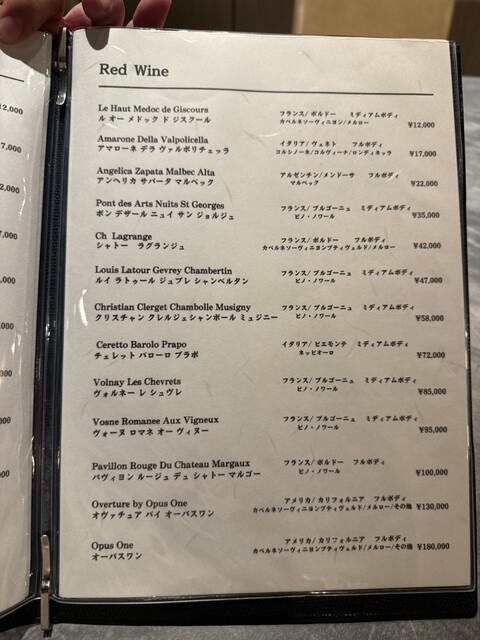 Red Wine
Le Haut Medoc de Giscours
ル オー メドック ド ジスクール
フランス/ ボルドー ミディアムボディ
カベルネソーヴィニヨン/メルロー
¥12,000
Amarone Della Valpolicella
アマローネ デラ ヴァルポリチェッラ
イタリア/ ヴェネト フルボディ
コルシノーネ/コルヴィーナ/ロンディネッラ
¥17,000
Angelica Zapata Malbec Alta
アンヘリカ サパータ マルベック
アルゼンチン/メンドーサ フルボディ
マルベック
¥22,000
Pont des Arts Nuits St Georges
ポン デザール ニュイ サン ジョルジュ
フランス/ ブルゴーニュ ミディアムボディ
ピノ・ノワール
¥35,000
Ch Lagrange
シャトー ラグランジュ
フランス/ ボルドー フルボディ
カベルネソーヴィニヨンプティヴェルド/メルロー
¥42,000
Louis Latour Gevrey Chambertin
ルイ ラトゥール ジュブレ シャンベルタン
フランス/ ブルゴーニュ ミディアムボディ
ピノ・ノワール
¥47,000
Christian Clerget Chambolle Musigny
クリスチャン クレルジェシャンボール ミュジニー
フランス/ ブルゴーニュ ミディアムボディ
ピノ・ノワール
¥58,000
Ceretto Barolo Prapo
チェレット バローロ プラポ
イタリア/ ピエモンテ ミディアムボディ
ネッビオーロ
¥72,000
Volnay Les Chevrets
ヴォルネー レ シュヴレ
フランス/ ブルゴーニュ ミディアムボディ
ピノ・ノワール
¥85,000
Vosne Romanee Aux Vigneux
ヴォーヌ ロマネ オー ヴィヌー
フランス/ ブルゴーニュ ミディアムボディ
ピノ・ノワール
¥95,000
Pavillon Rouge Du Chateau Margaux
パヴィヨン ルージュ デュ シャトー マルゴー
フランス/ ボルドー フルボディ
ピノ・ノワール
¥100,000
Overture by Opus One
オヴァチュア バイ オーパスワン
アメリカ/ カリフォルニア フルボディ
カベルネソーヴィニヨンプティヴェルド/メルロー/その他
¥130,000
Opus One
オーパスワン
アメリカ/ カリフォルニア フルボディ
カベルネソーヴィニヨンプティヴェルド/メルロー/その他
¥180,000